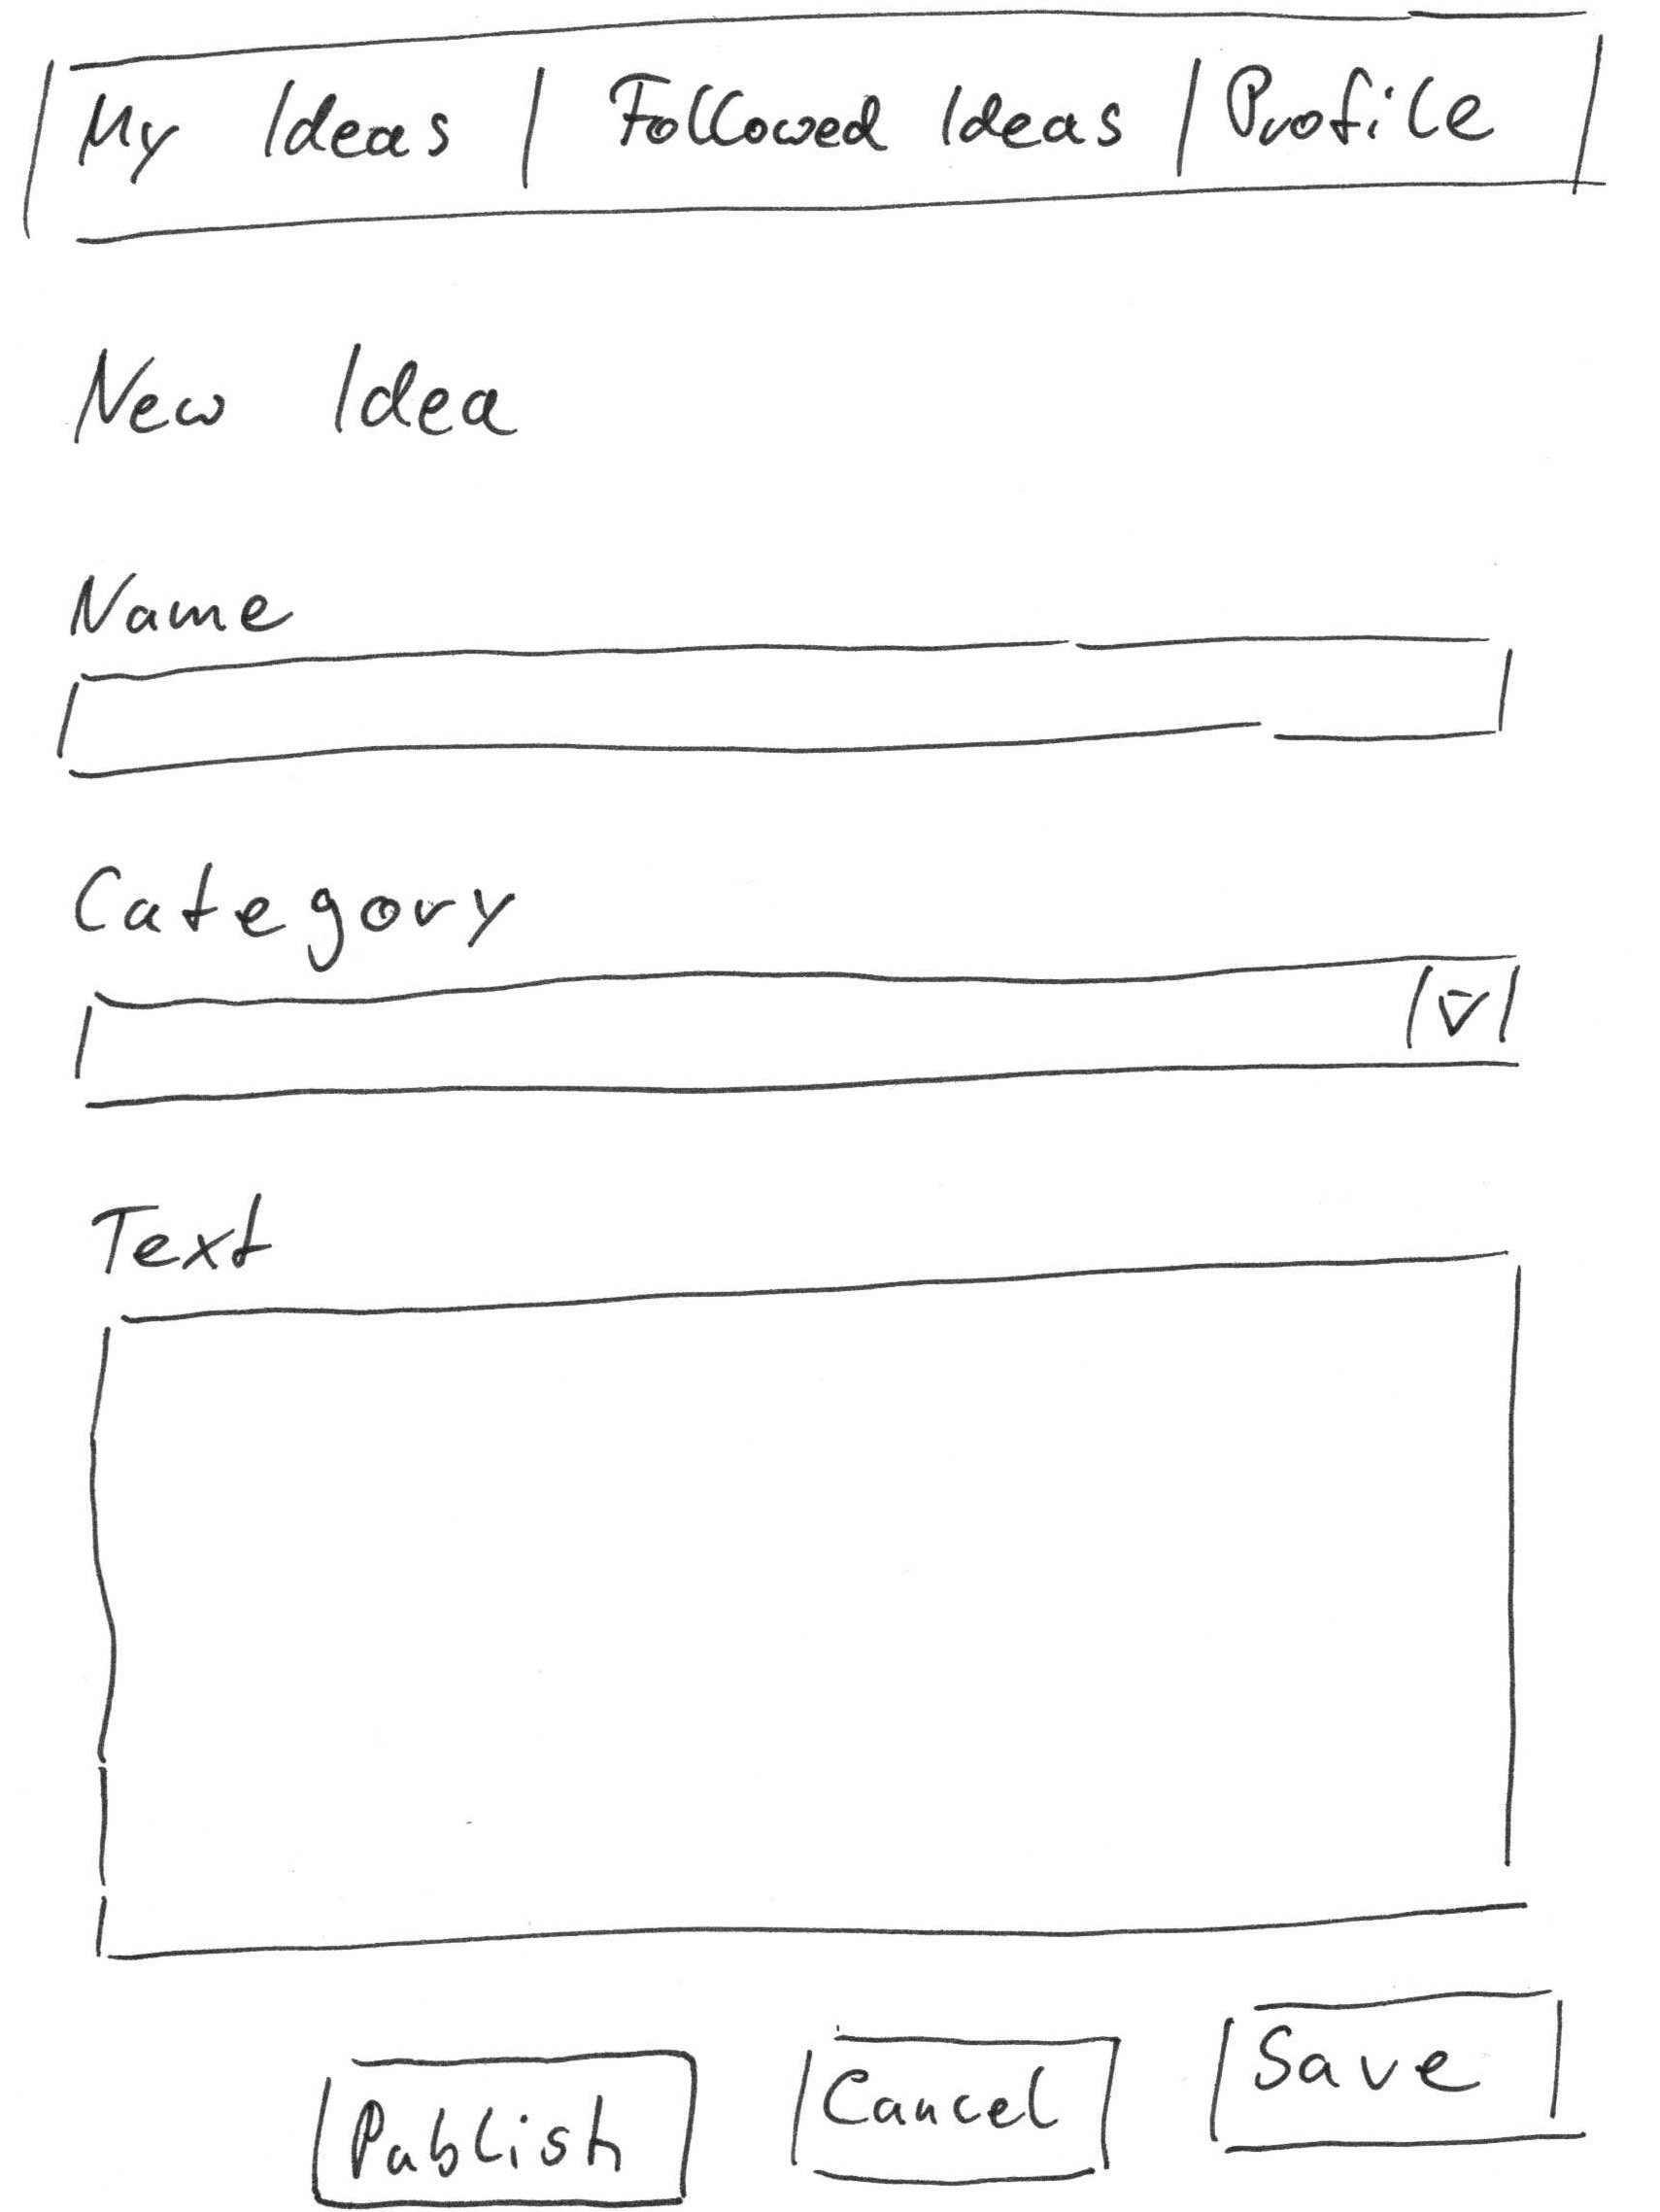 My Ideas | Followed Ideas | Profile
New Idea
Name
Category
Text
Publish
Cancel
Save